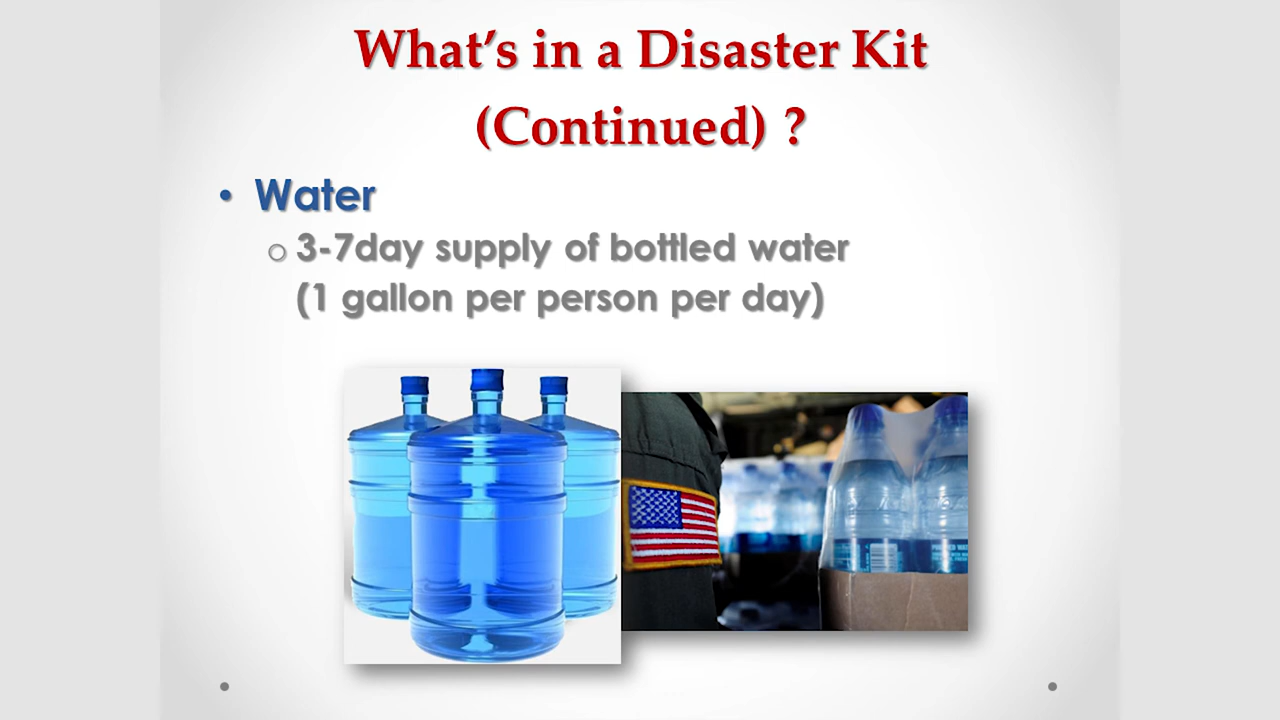 What’s in a Disaster Kit
(Continued) ?
• Water
o 3-7day supply of bottled water
(1 gallon per person per day)